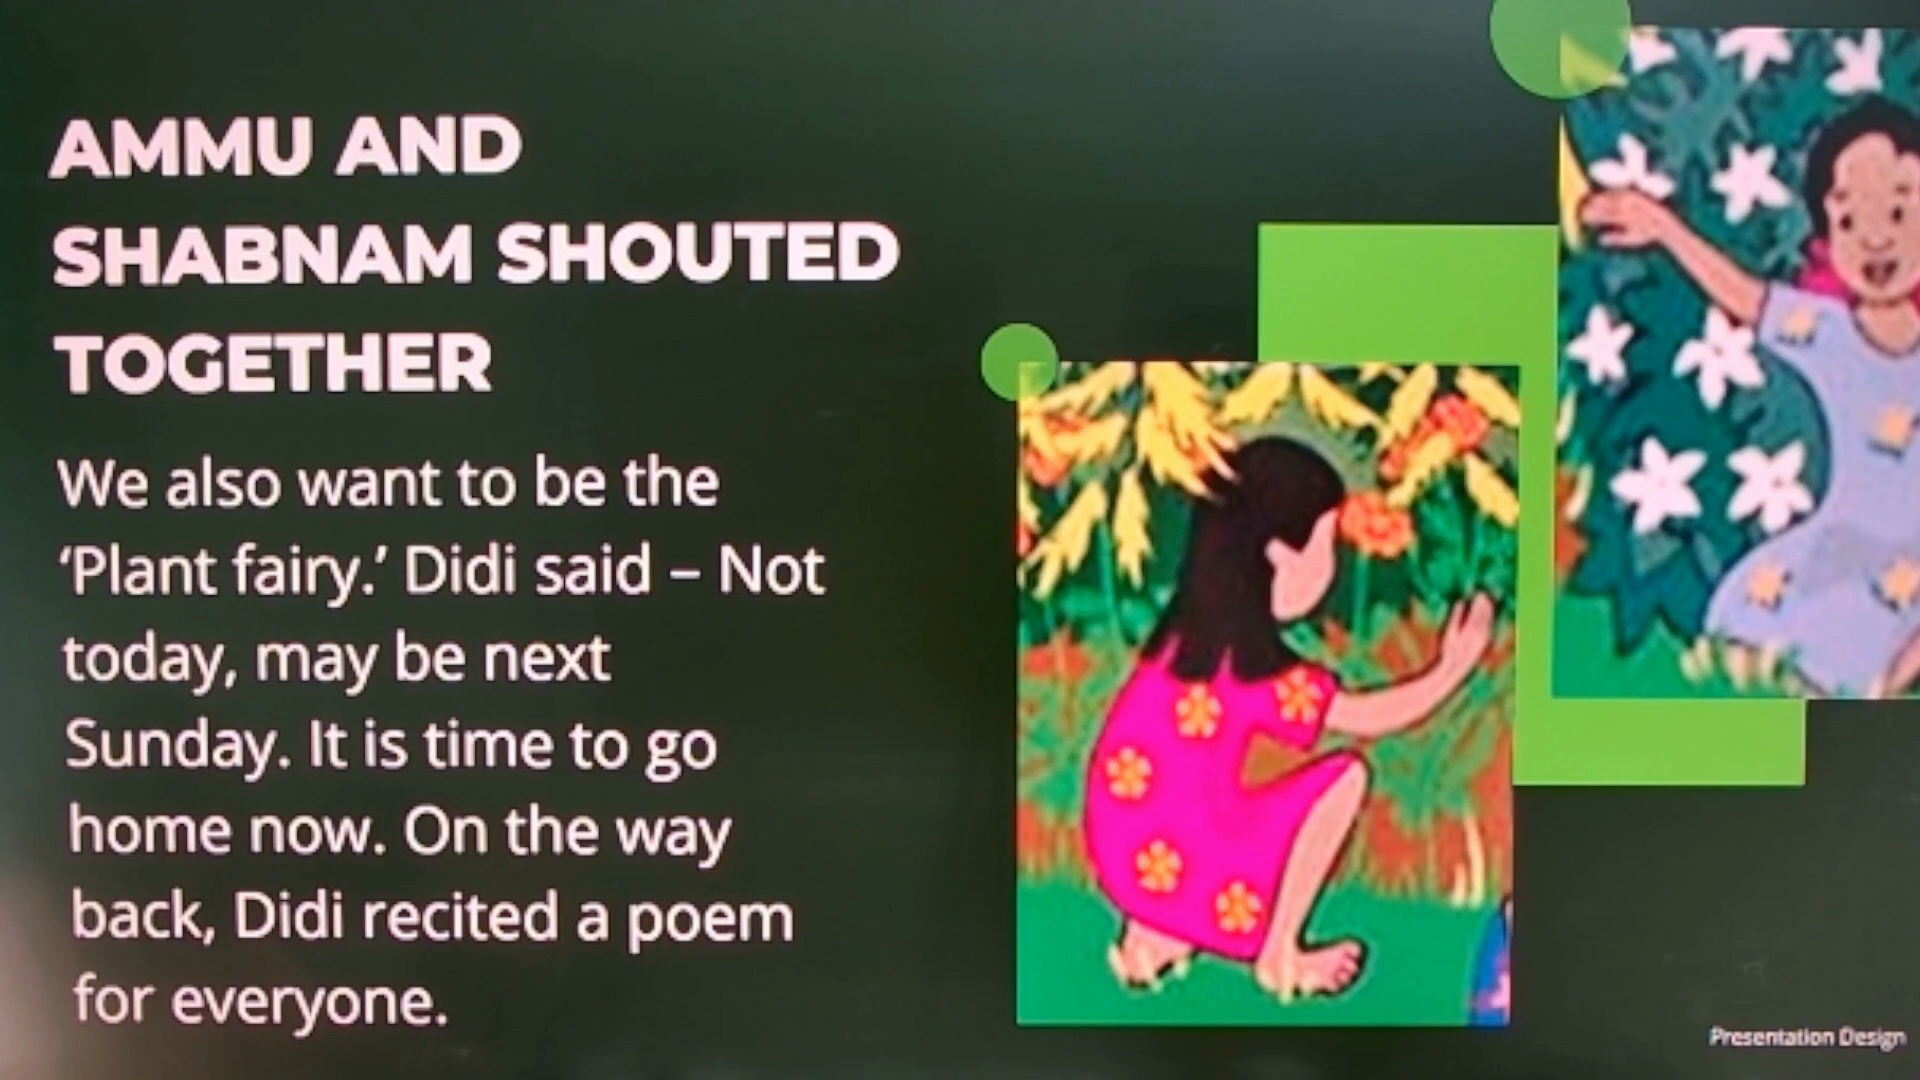 AMMU AND
SHABNAM SHOUTED
TOGETHER
We also want to be the
‘Plant fairy.’ Didi said – Not
today, may be next
Sunday. It is time to go
home now. On the way
back, Didi recited a poem
for everyone.
Presentation Design